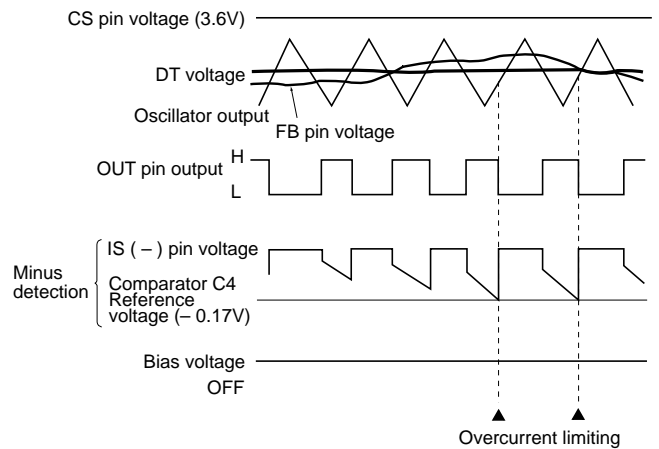 CS pin voltage (3.6V)
DT voltage
Oscillator output
FB pin voltage
OUT pin output
H
L
Minus
detection
IS ( – ) pin voltage
Comparator C4
Reference
voltage (– 0.17V)
Bias voltage
OFF
Overcurrent limiting